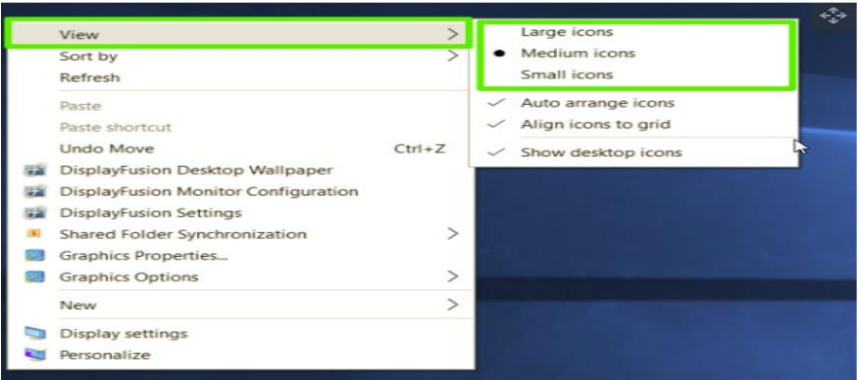 View
Sort by
Refresh
Paste
Paste shortcut
Undo Move Ctrl+Z
DisplayFusion Desktop Wallpaper
DisplayFusion Monitor Configuration
DisplayFusion Settings
Shared Folder Synchronization
Graphics Properties...
Graphics Options
New
Display settings
Personalize
Large icons
Medium icons
Small icons
Auto arrange icons
Align icons to grid
Show desktop icons